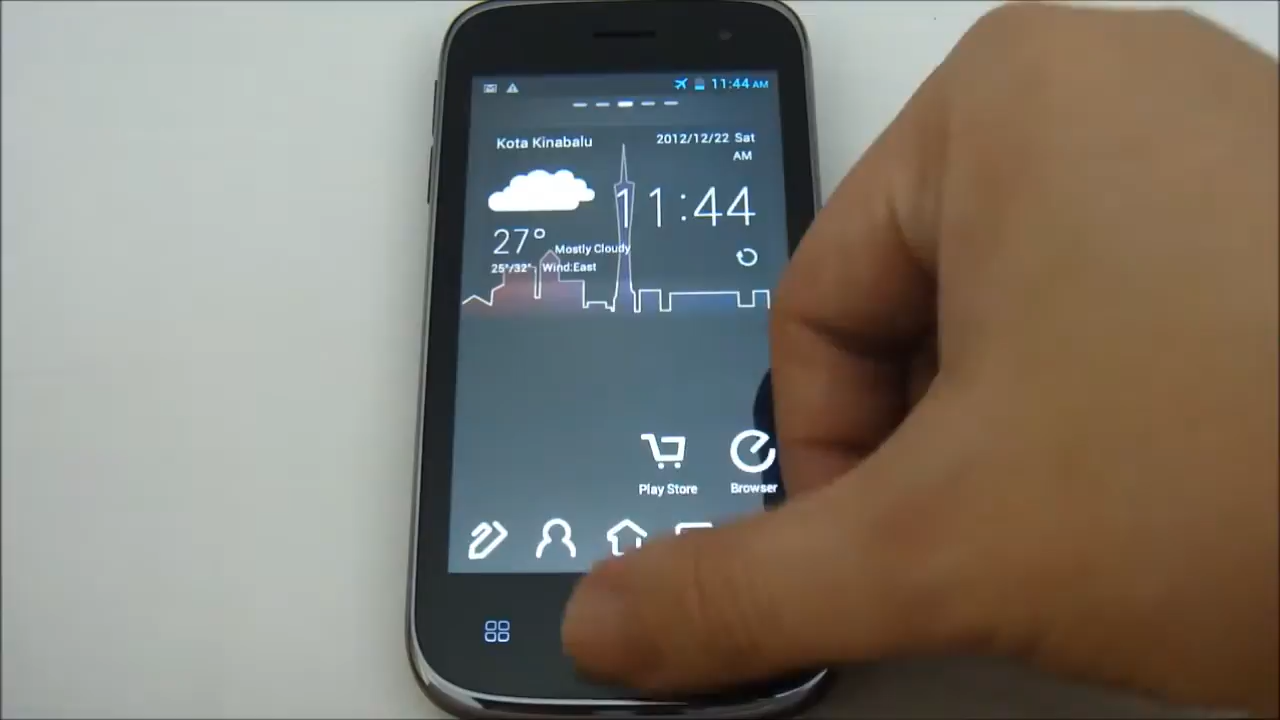 11:44 AM
Kota Kinabalu
2012/12/22 Sat
AM
11:44
27°
Mostly Cloudy
25°/32°
Wind:East
Play Store
Browser